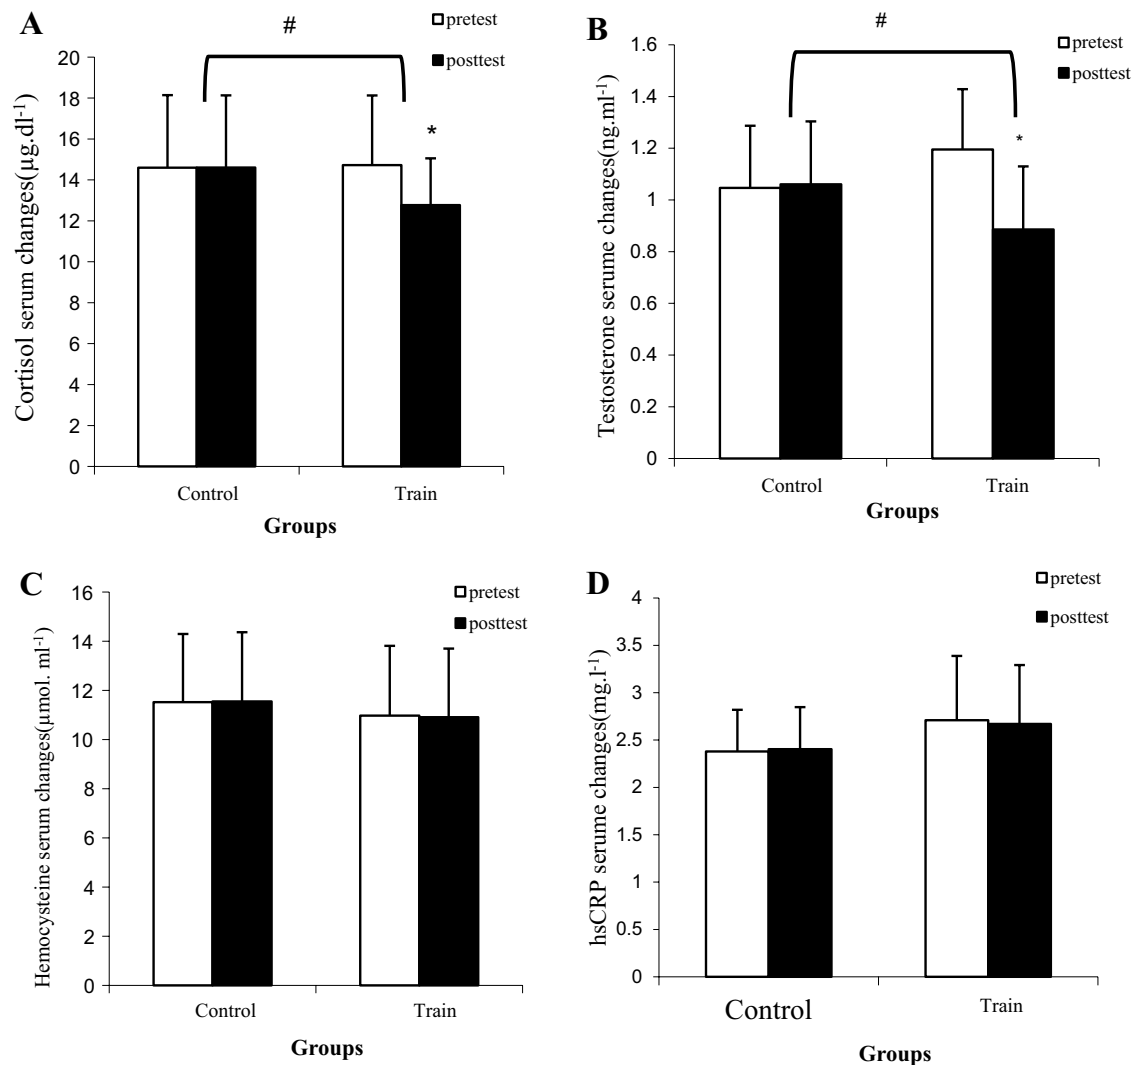 A
#
pretest
posttest
Cortisol serum changes(µg.dl-1)
20
18
16
14
12
10
8
6
4
2
0
*
Control
Train
Groups
B
#
pretest
posttest
Testosterone serume changes(ng.ml-1)
1.6
1.4
1.2
1
0.8
0.6
0.4
0.2
0
*
Control
Train
Groups
C
pretest
posttest
Hemocysteine serum changes(µmol. ml-1)
16
14
12
10
8
6
4
2
0
Control
Train
Groups
D
pretest
posttest
hsCRP serume changes(mg.l-1)
4
3.5
3
2.5
2
1.5
1
0.5
0
Control
Train
Groups